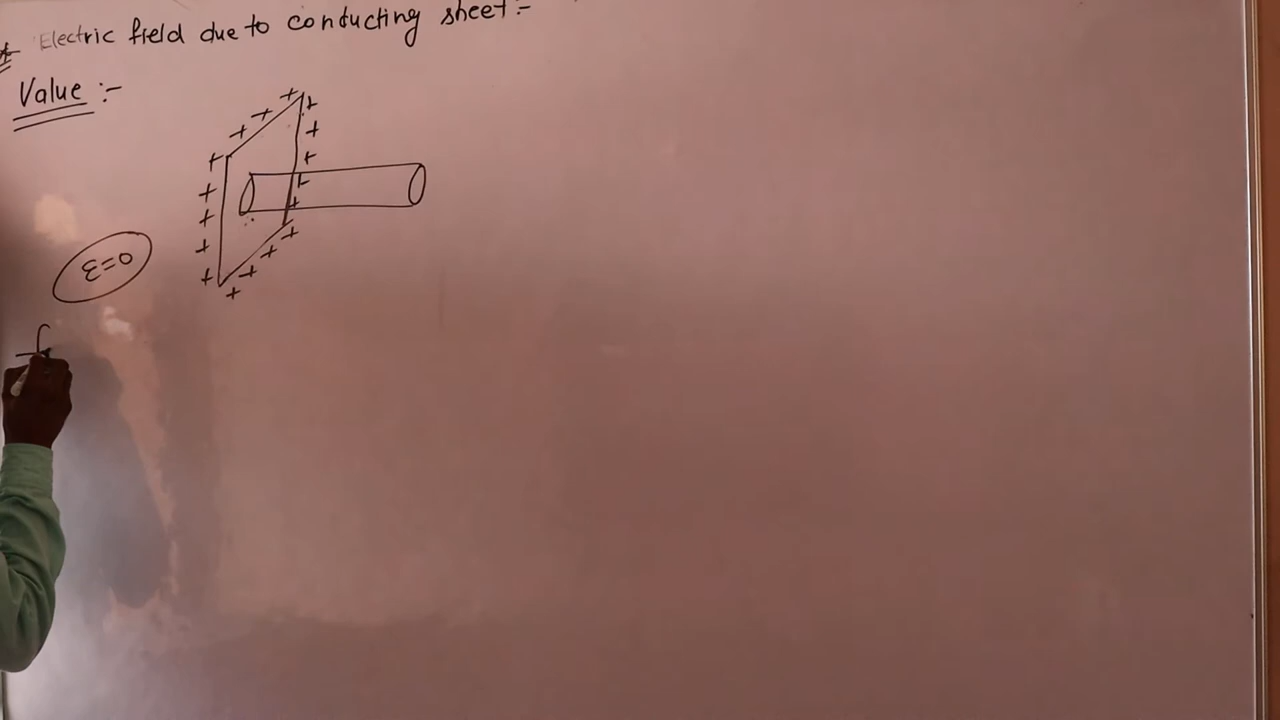 * Electric field due to conducting sheet :-
Value :-
+ + + + + + + + + + + + + + + + + +
E=0
f